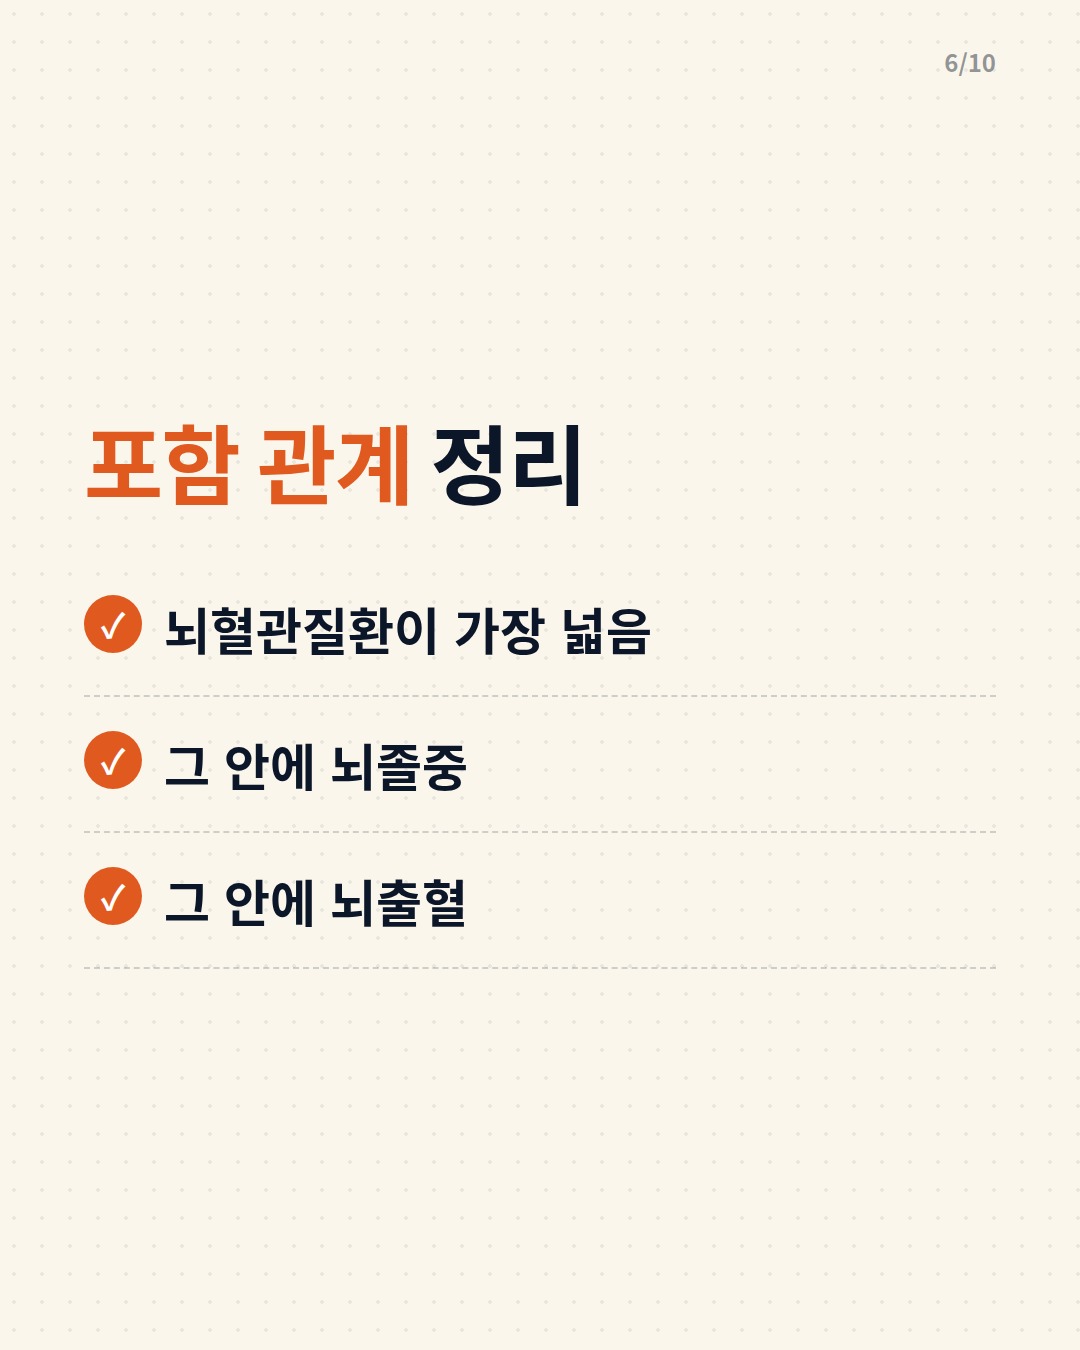 6/10
포함 관계 정리
✓ 뇌혈관질환이 가장 넓음
✓ 그 안에 뇌졸중
✓ 그 안에 뇌출혈